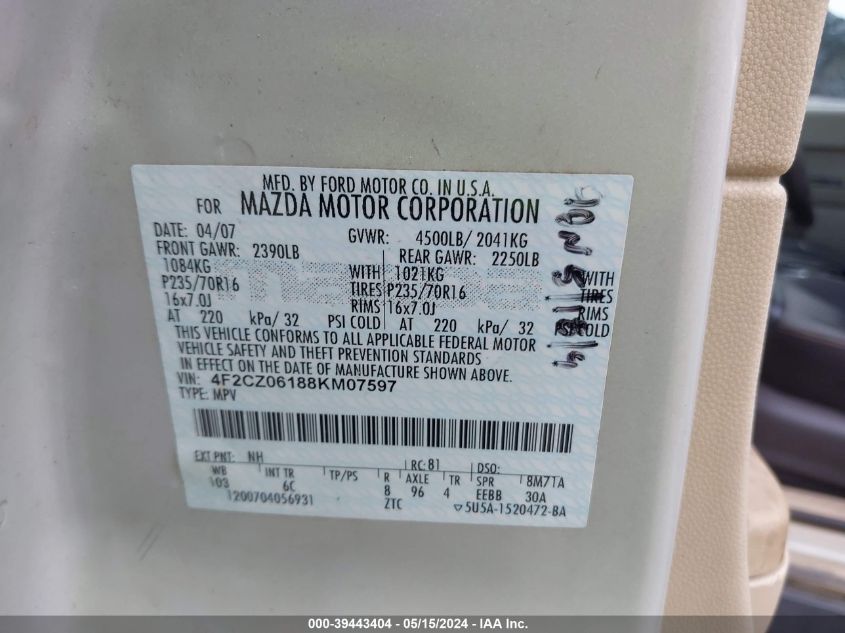 MFD. BY FORD MOTOR CO. IN U.S.A.
FOR MAZDA MOTOR CORPORATION
DATE: 04/07 GVWR: 4500LB/ 2041KG
FRONT GAWR: 2390LB REAR GAWR: 2250LB
1084KG WITH 1021KG WITH
P235/70R16 TIRES P235/70R16 TIRES
16x7.0J RIMS 16x7.0J RIMS
AT 220 kPa/ 32 PSI COLD AT 220 kPa/ 32 PSI COLD
THIS VEHICLE CONFORMS TO ALL APPLICABLE FEDERAL MOTOR
VEHICLE SAFETY AND THEFT PREVENTION STANDARDS
IN EFFECT ON THE DATE OF MANUFACTURE SHOWN ABOVE.
VIN: 4F2CZ06188KM07597
TYPE: MPV
EXT PNT: NH RC: 81 DSO:
WB INT TR TP/PS R AXLE TR SPR 8M71A
103 6C 8 96 4 EEBB 30A
1200704056931 ZTC 5U5A-1520472-BA
000-39443404 - 05/15/2024 - IAA Inc.